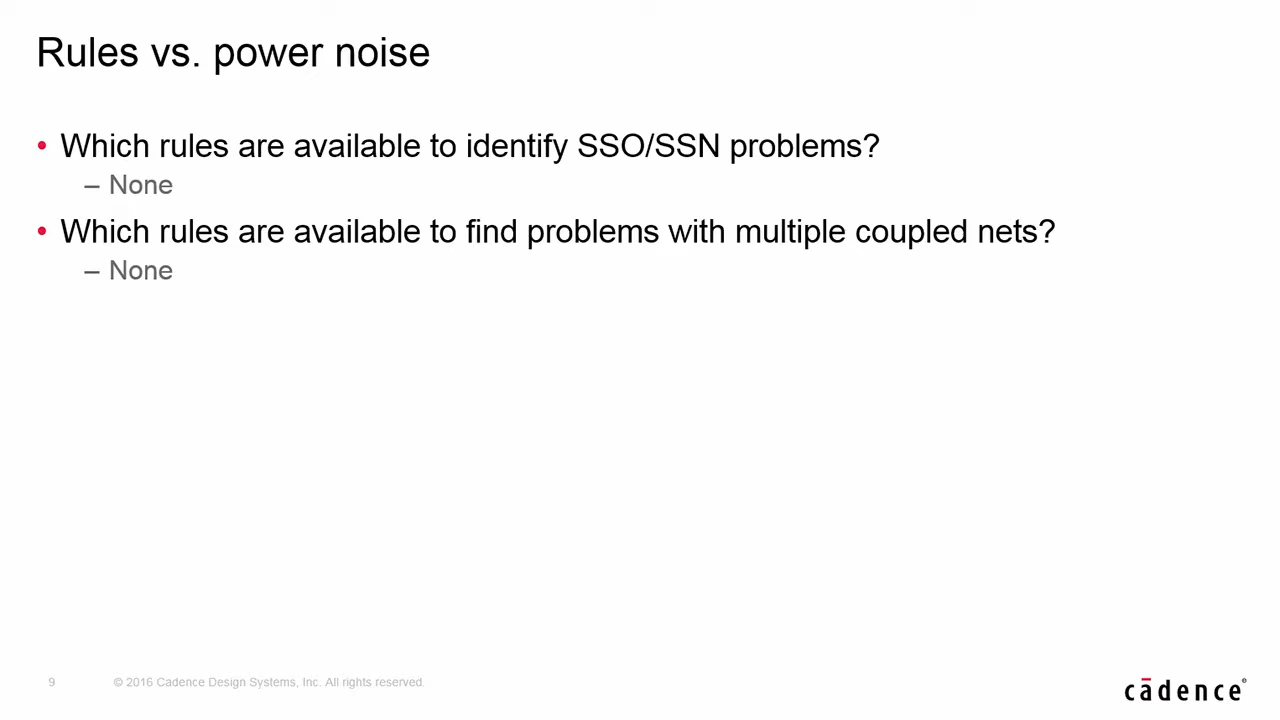 Rules vs. power noise
• Which rules are available to identify SSO/SSN problems?
– None
• Which rules are available to find problems with multiple coupled nets?
– None
9 © 2016 Cadence Design Systems, Inc. All rights reserved.
cādence®